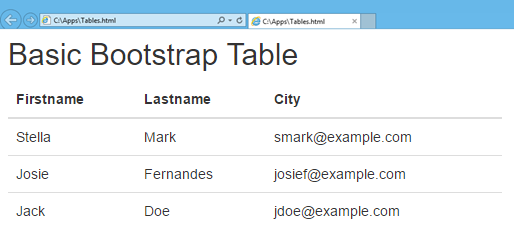 C:\Apps\Tables.html C:\Apps\Tables.html
Basic Bootstrap Table
Firstname Lastname City
Stella Mark smark@example.com
Josie Fernandes josief@example.com
Jack Doe jdoe@example.com